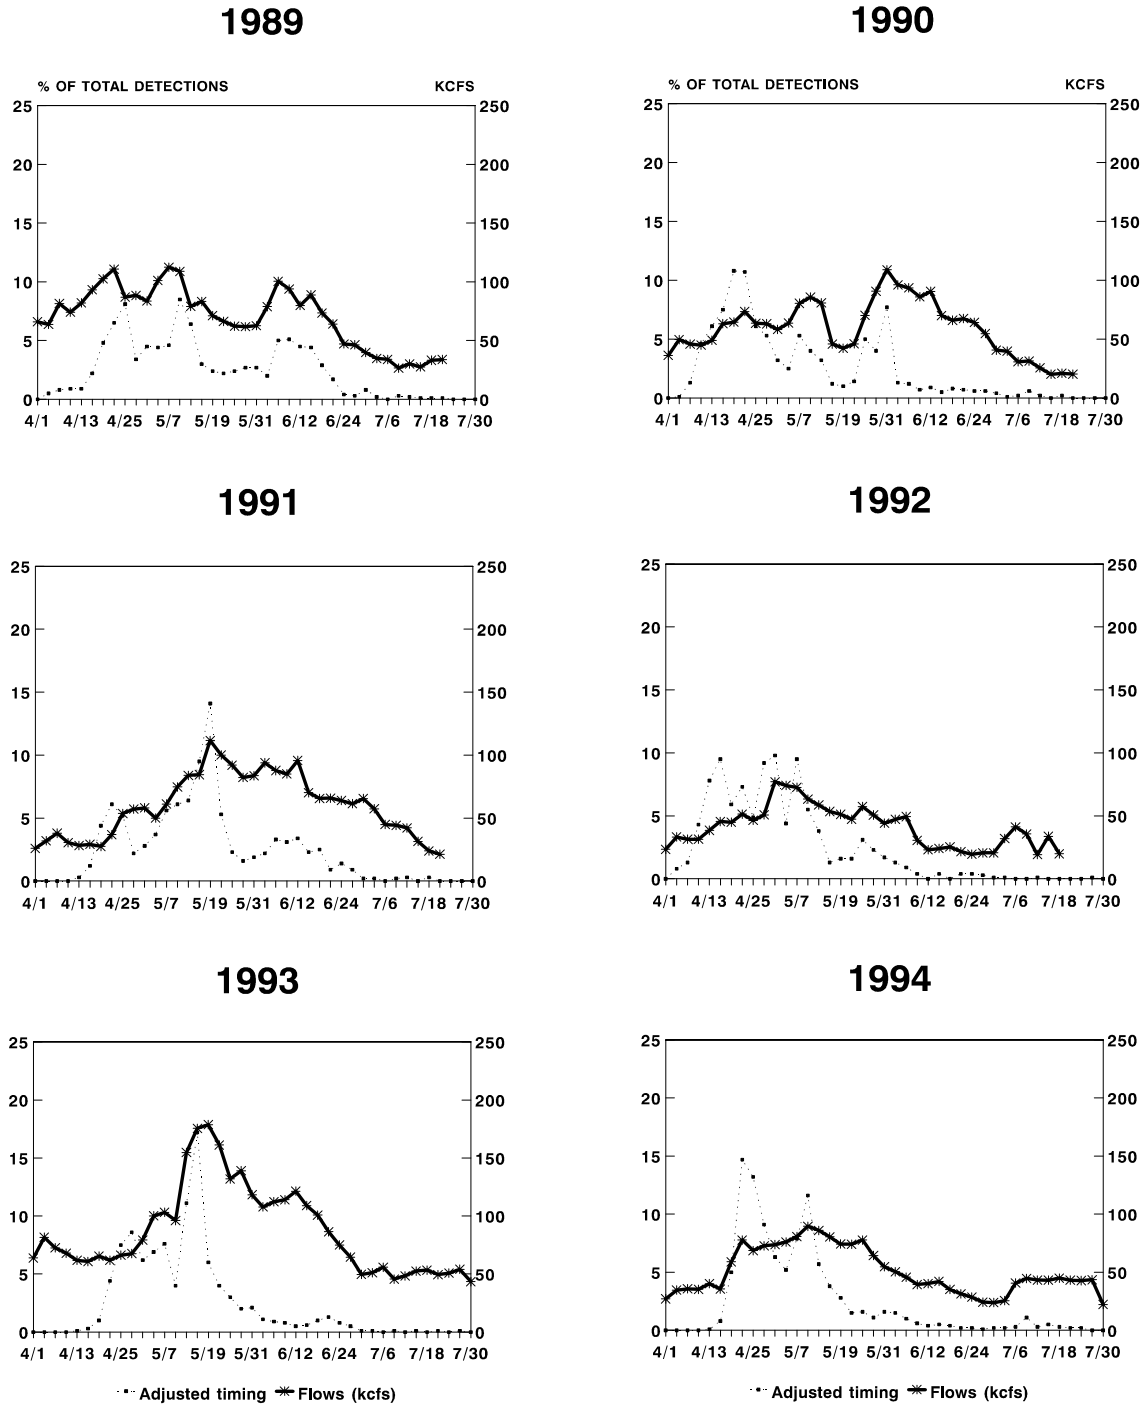 1989 1990
% OF TOTAL DETECTIONS KCFS % OF TOTAL DETECTIONS KCFS
25 250 25 250
20 200 20 200
15 150 15 150
10 100 10 100
5 50 5 50
0 0 0 0
4/1 4/13 4/25 5/7 5/19 5/31 6/12 6/24 7/6 7/18 7/30 4/1 4/13 4/25 5/7 5/19 5/31 6/12 6/24 7/6 7/18 7/30
1991 1992
25 250 25 250
20 200 20 200
15 150 15 150
10 100 10 100
5 50 5 50
0 0 0 0
4/1 4/13 4/25 5/7 5/19 5/31 6/12 6/24 7/6 7/18 7/30 4/1 4/13 4/25 5/7 5/19 5/31 6/12 6/24 7/6 7/18 7/30
1993 1994
25 250 25 250
20 200 20 200
15 150 15 150
10 100 10 100
5 50 5 50
0 0 0 0
4/1 4/13 4/25 5/7 5/19 5/31 6/12 6/24 7/6 7/18 7/30 4/1 4/13 4/25 5/7 5/19 5/31 6/12 6/24 7/6 7/18 7/30
Adjusted timing Flows (kcfs) Adjusted timing Flows (kcfs)